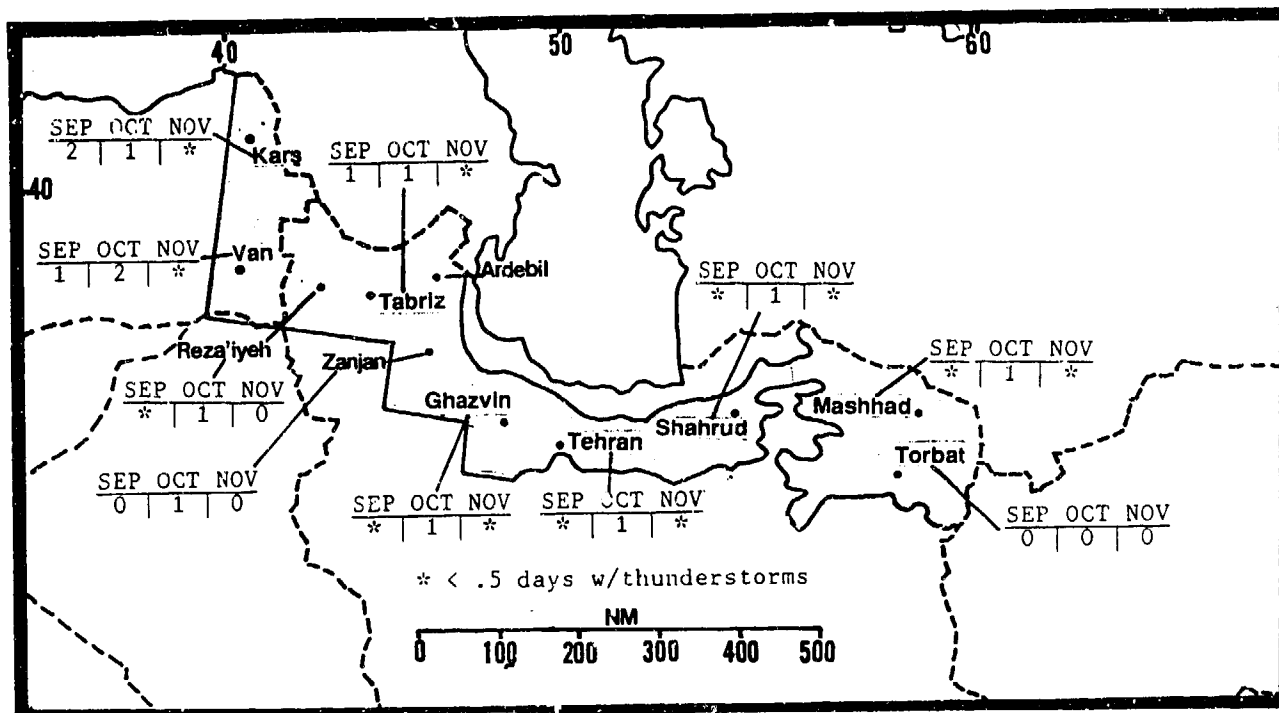 40
50
60
SEP OCT NOV
2 | 1 | *
Kars
SEP OCT NOV
1 | 1 | *
40
SEP OCT NOV
1 | 2 | *
Van
Ardebil
Tabriz
SEP OCT NOV
* | 1 | *
Reza'iyeh
Zanjan
SEP OCT NOV
* | 1 | 0
SEP OCT NOV
* | 1 | *
Ghazvin
Mashhad
Shahrud
Tehran
Torbat
SEP OCT NOV
0 | 1 | 0
SEP OCT NOV
* | 1 | *
SEP OCT NOV
* | 1 | *
SEP OCT NOV
0 | 0 | 0
* < .5 days w/thunderstorms
NM
0 100 200 300 400 500